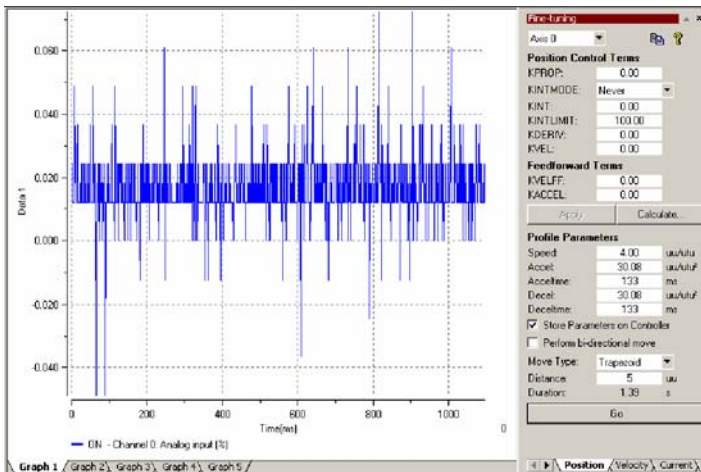 Fine-tuning
Axis 0
Position Control Terms
KPROP: 0.00
KINTMODE: Never
KINT: 0.00
KINTLIMIT: 100.00
KDERIV: 0.00
KVEL: 0.00
Feedforward Terms
KVELFF: 0.00
KACCEL: 0.00
Apply Calculate...
Profile Parameters
Speed: 4.00 uu/utu
Accel: 30.08 uu/utu²
Acceltime: 133 ms
Decel: 30.08 uu/utu²
Deceltime: 133 ms
Store Parameters on Controller
Perform bi-directional move
Move Type: Trapezoid
Distance: 5 uu
Duration: 1.39 s
Go
Position Velocity Current
0.060
0.040
0.020
0.000
-0.020
-0.040
Data 1
0 200 400 600 800 1000
Time(ms)
0
ON - Channel 0: Analog input (%)
Graph 1 Graph 2 Graph 3 Graph 4 Graph 5